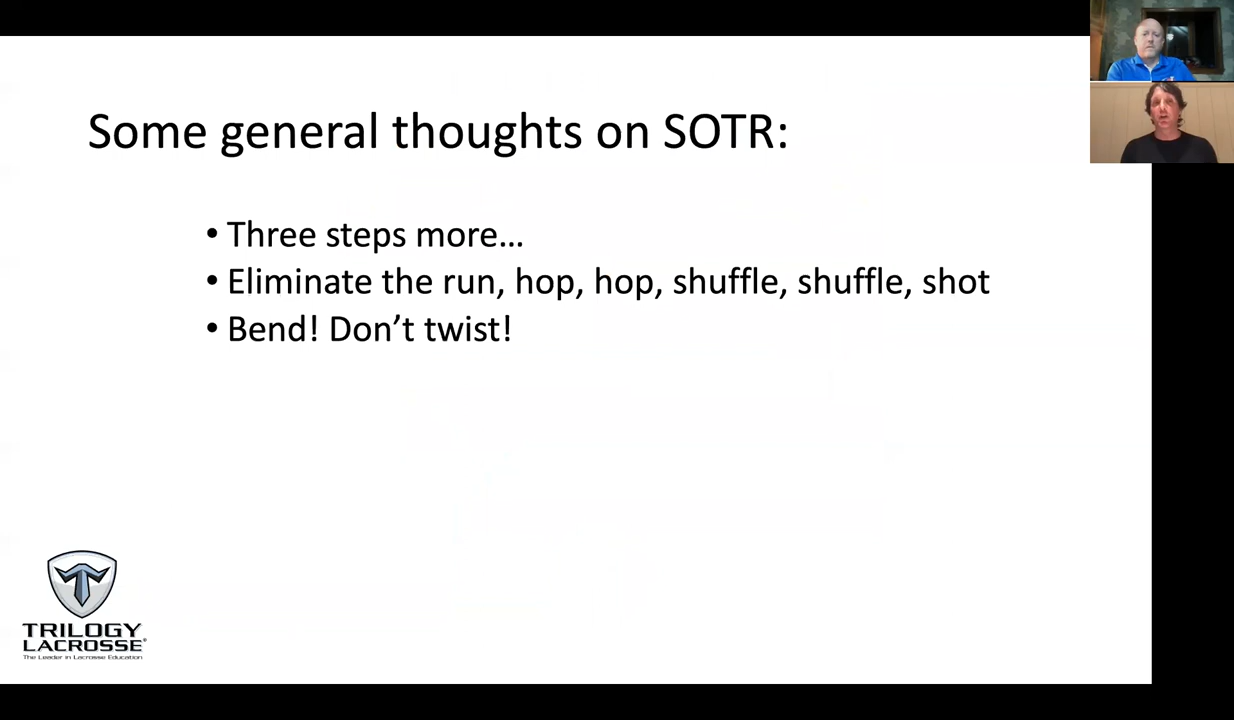 Some general thoughts on SOTR:
• Three steps more…
• Eliminate the run, hop, hop, shuffle, shuffle, shot
• Bend! Don’t twist!
TRILOGY
LACROSSE®
The Leader in Lacrosse Education